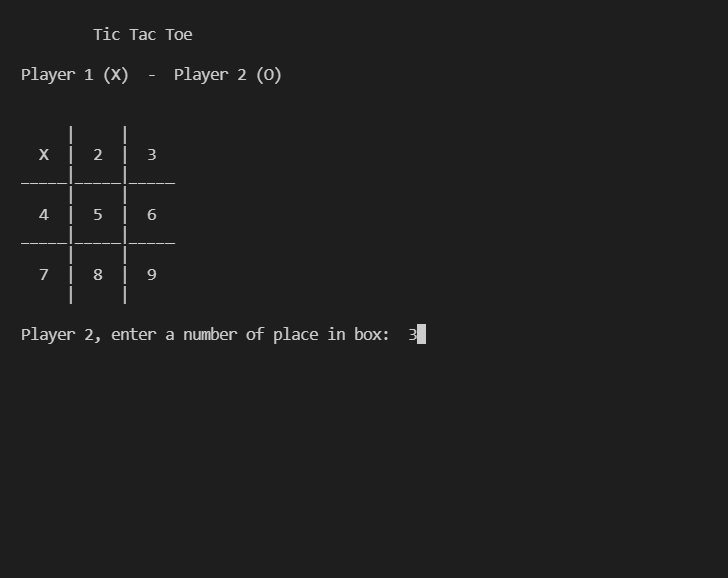 Tic Tac Toe
Player 1 (X)  -  Player 2 (O)
     |     |
  X  |  2  |  3
_____|_____|_____
     |     |
  4  |  5  |  6
_____|_____|_____
     |     |
  7  |  8  |  9
     |     |
Player 2, enter a number of place in box:  3